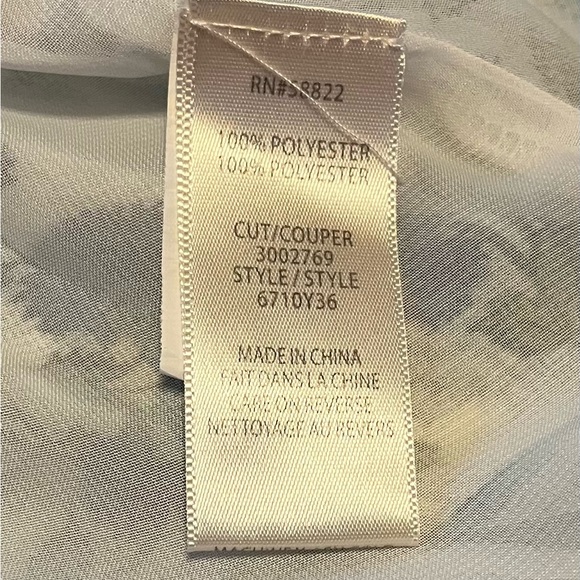 RN#58822
100% POLYESTER
100% POLYESTER
CUT/COUPER
3002769
STYLE/STYLE
6710Y36
MADE IN CHINA
FAIT DANS LA CHINE
CARE ON REVERSE
NETTOYAGE AU REVERS